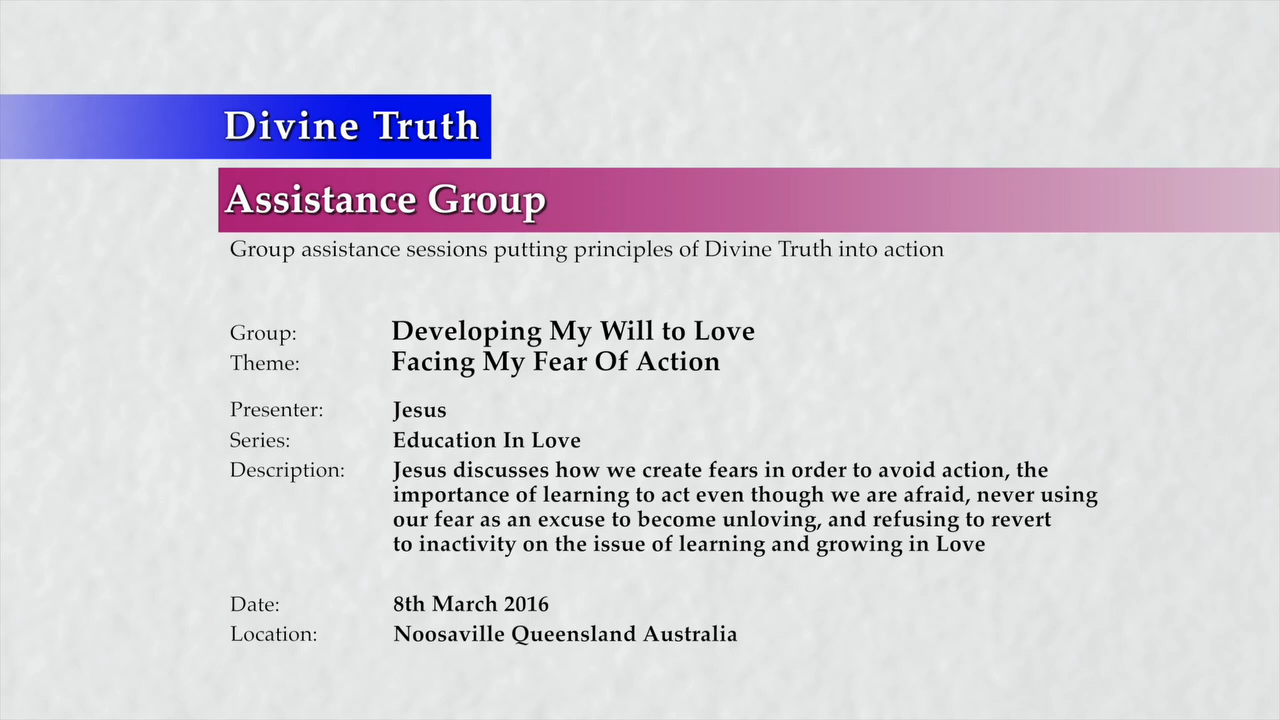 Divine Truth
Assistance Group
Group assistance sessions putting principles of Divine Truth into action
Group: Developing My Will to Love
Theme: Facing My Fear Of Action
Presenter: Jesus
Series: Education In Love
Description: Jesus discusses how we create fears in order to avoid action, the
importance of learning to act even though we are afraid, never using
our fear as an excuse to become unloving, and refusing to revert
to inactivity on the issue of learning and growing in Love
Date: 8th March 2016
Location: Noosaville Queensland Australia